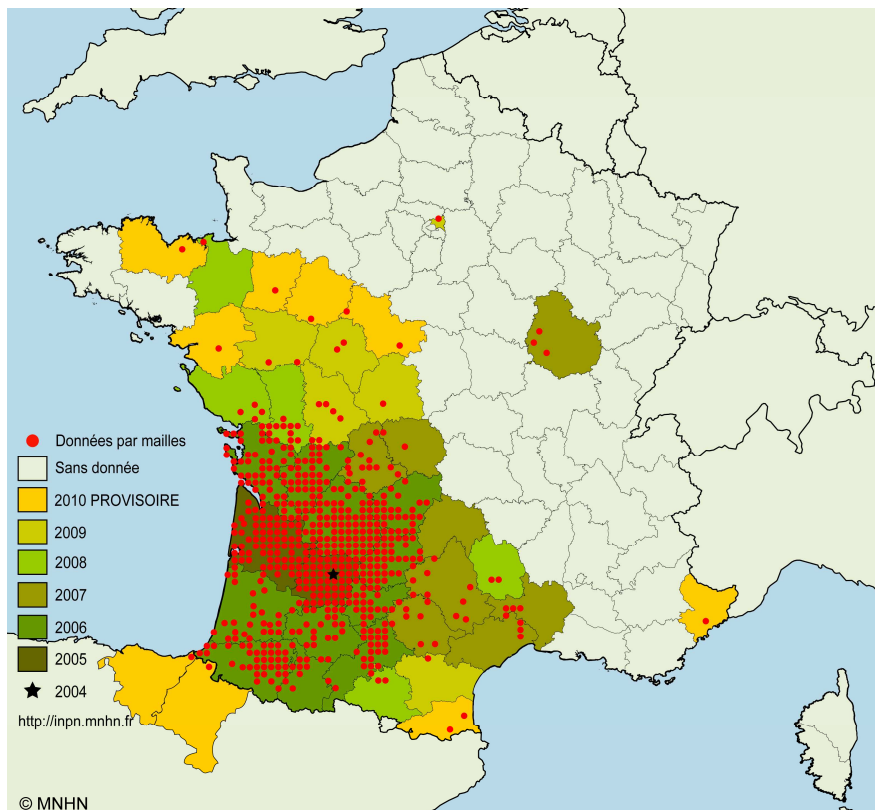 Données par mailles
Sans donnée
2010 PROVISOIRE
2009
2008
2007
2006
2005
2004
http://inpn.mnhn.fr
© MNHN